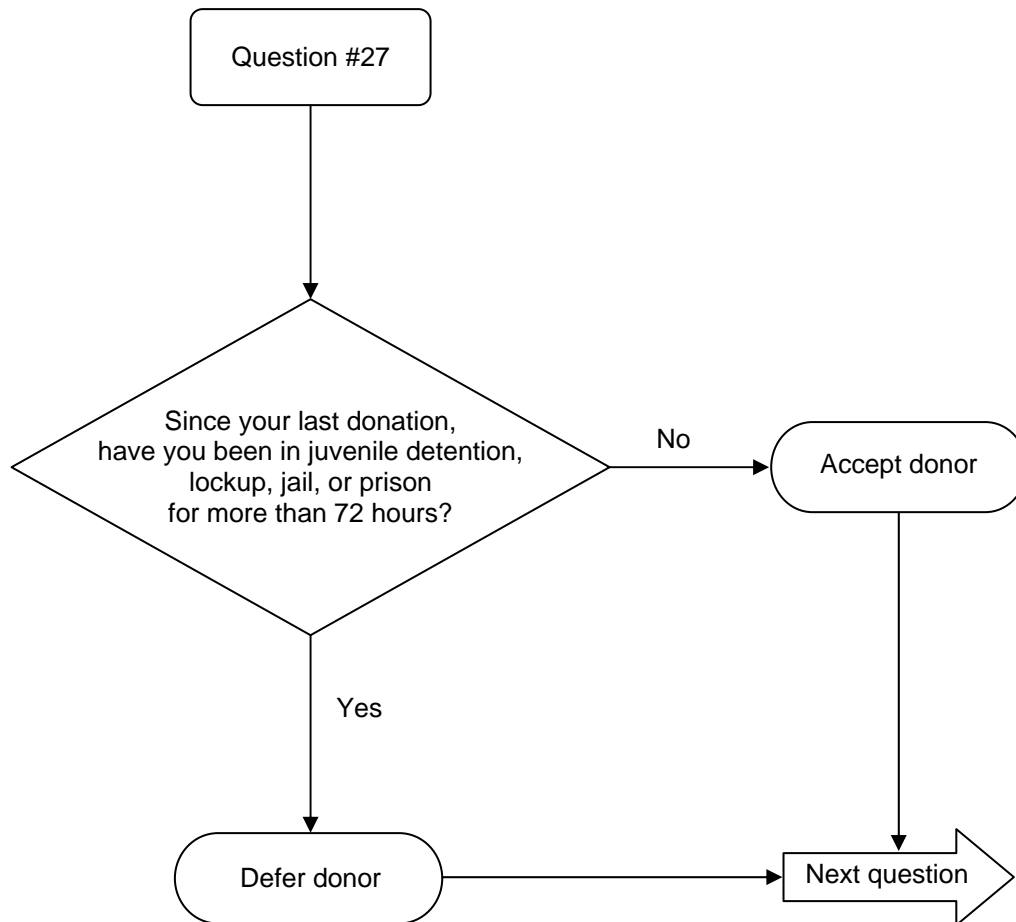 Question #27
Since your last donation,
have you been in juvenile detention,
lockup, jail, or prison
for more than 72 hours?
No
Accept donor
Yes
Defer donor
Next question